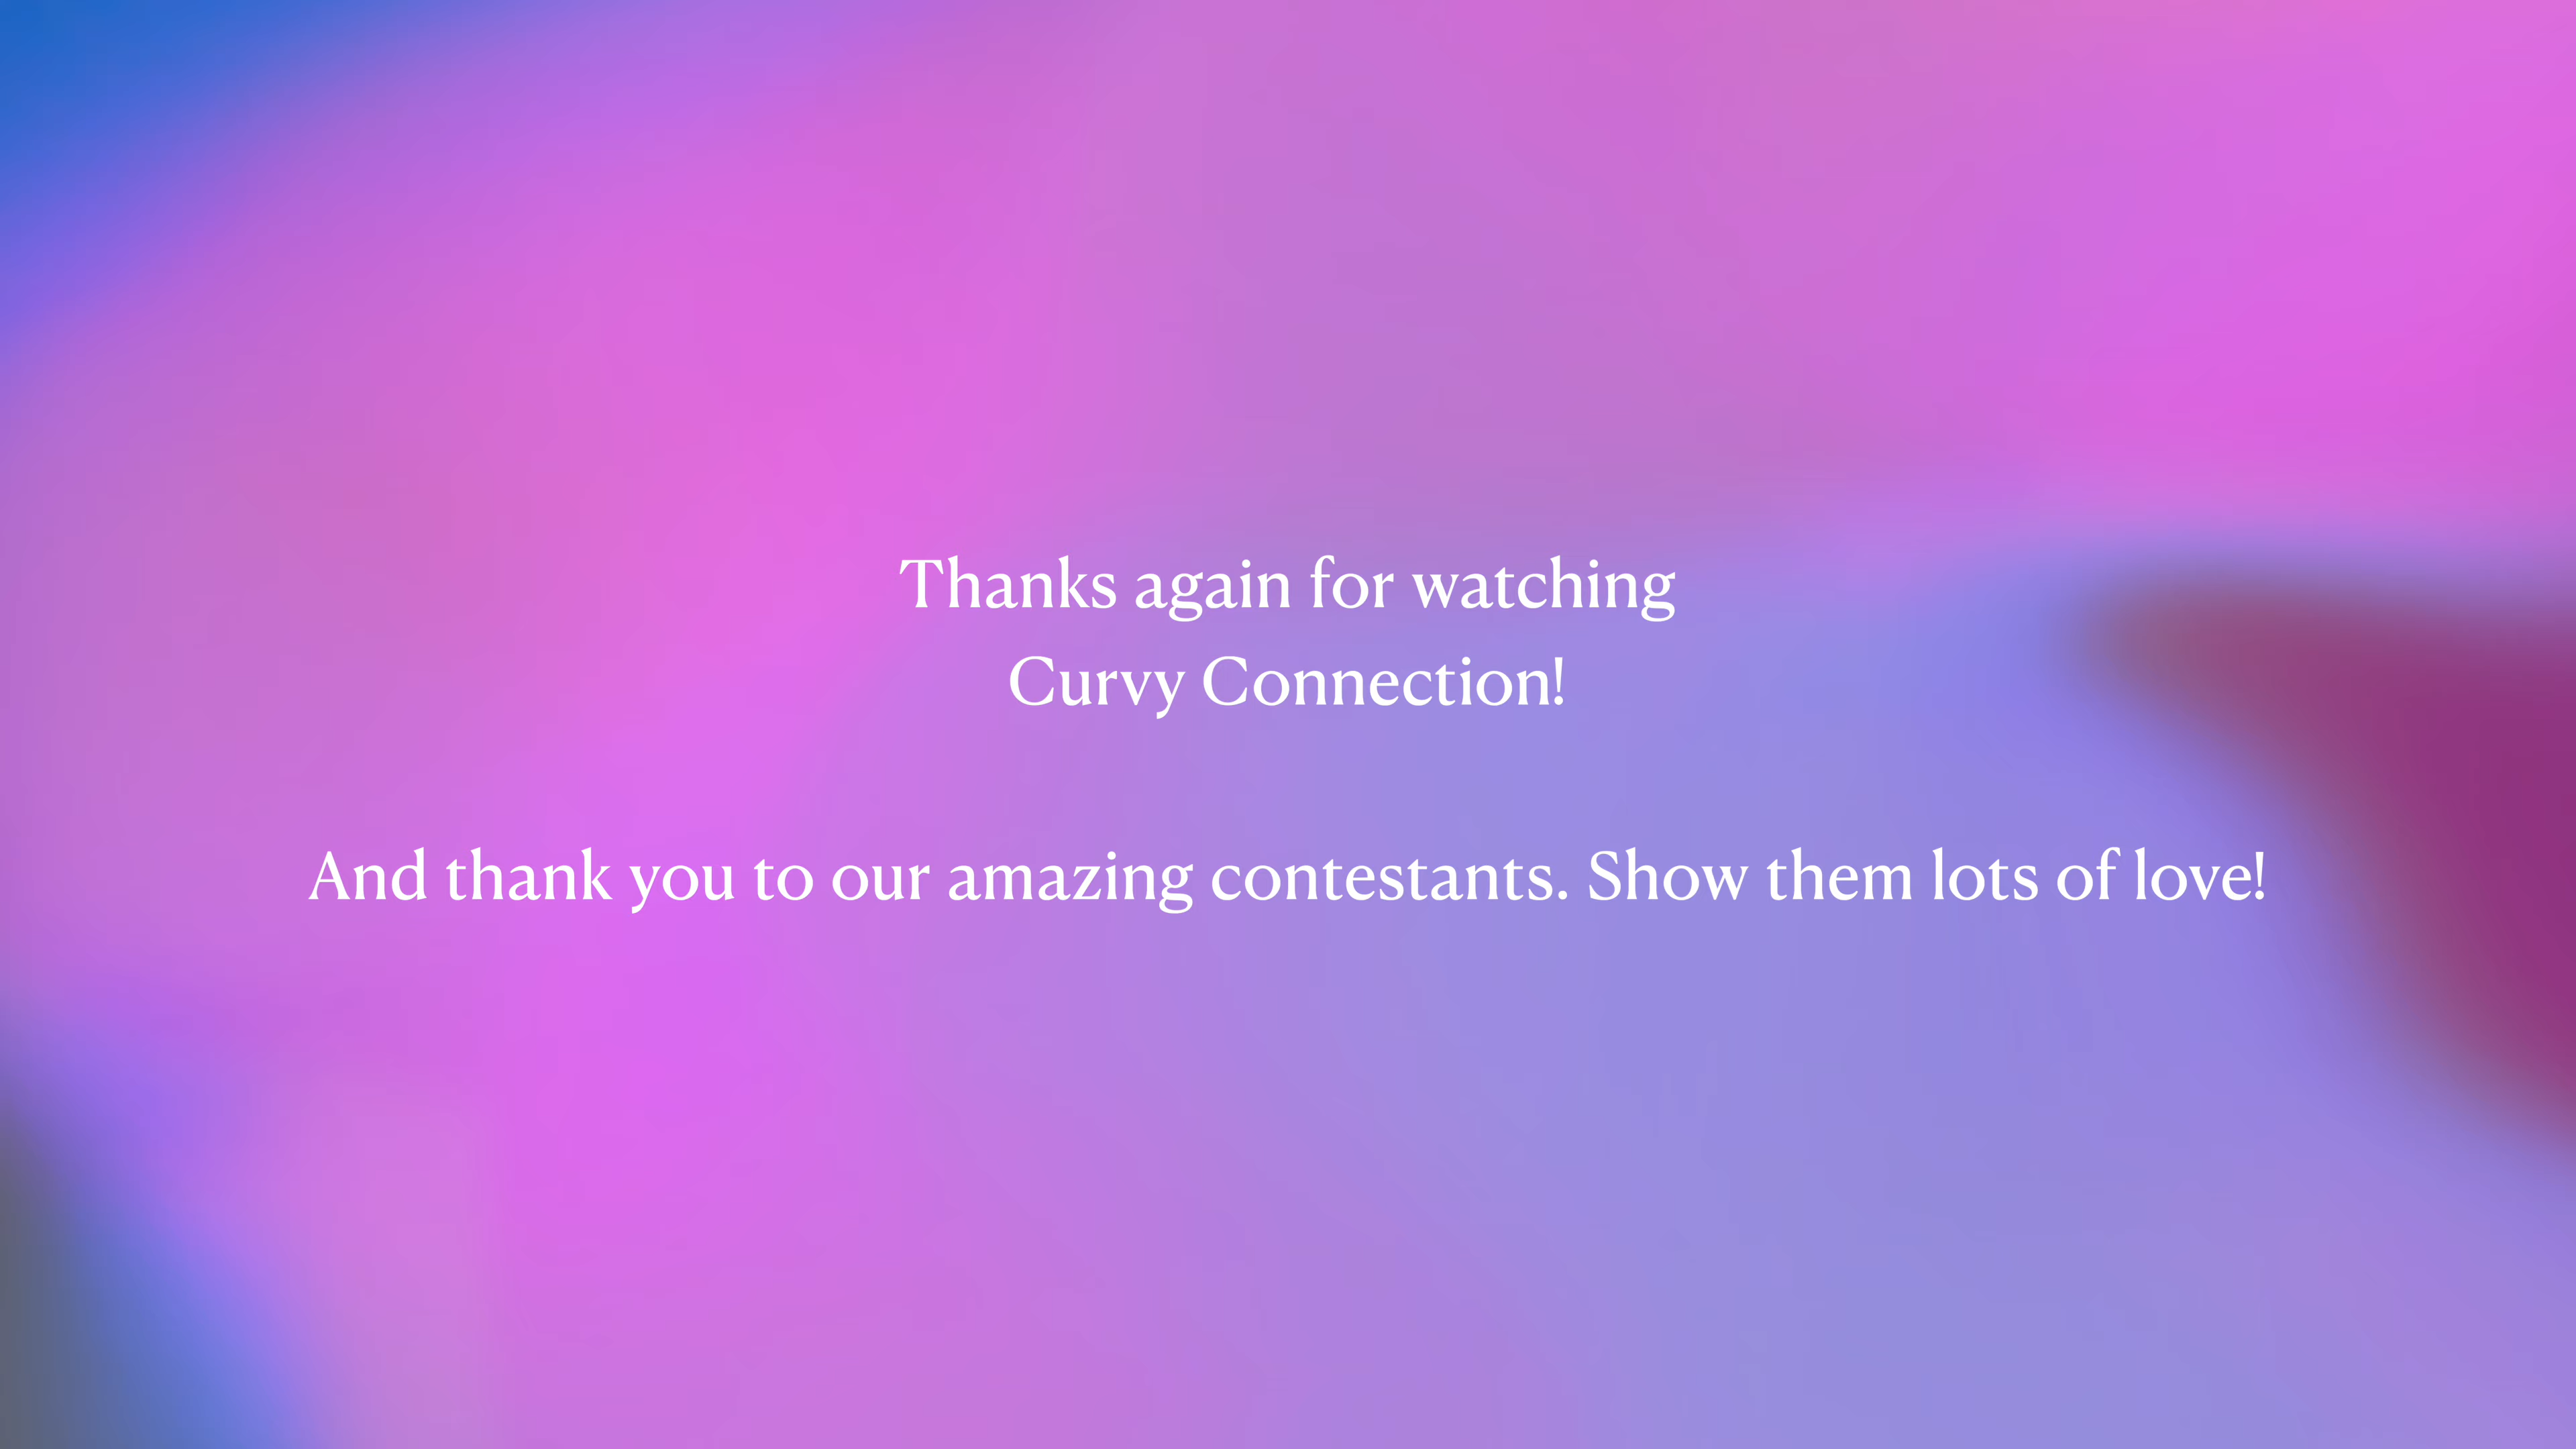 Thanks again for watching
Curvy Connection!
And thank you to our amazing contestants. Show them lots of love!